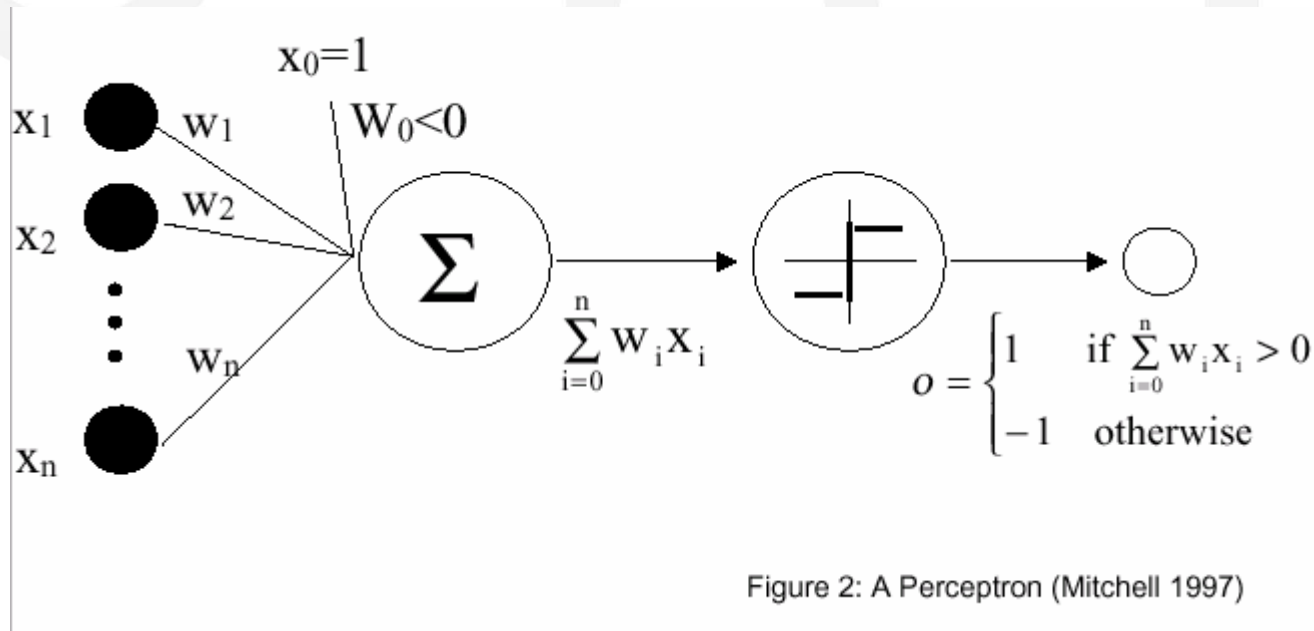 x₀=1
W₀<0
x₁
w₁
w₂
x₂
wₙ
xₙ
Σ
n
∑ wᵢxᵢ
i=0
o = { 1 if ∑ⁿᵢ₌₀ wᵢxᵢ > 0
−1 otherwise
Figure 2: A Perceptron (Mitchell 1997)